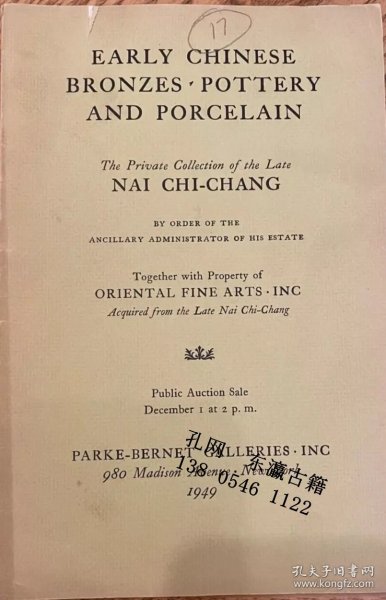 17
EARLY CHINESE
BRONZES · POTTERY
AND PORCELAIN
The Private Collection of the Late
NAI CHI-CHANG
BY ORDER OF THE
ANCILLARY ADMINISTRATOR OF HIS ESTATE
Together with Property of
ORIENTAL FINE ARTS · INC
Acquired from the Late Nai Chi-Chang
Public Auction Sale
December 1 at 2 p. m.
PARKE-BERNET GALLERIES · INC
980 Madison Avenue · New York
1949
孔网 东瀛古籍
138 0546 1122
孔夫子旧书网